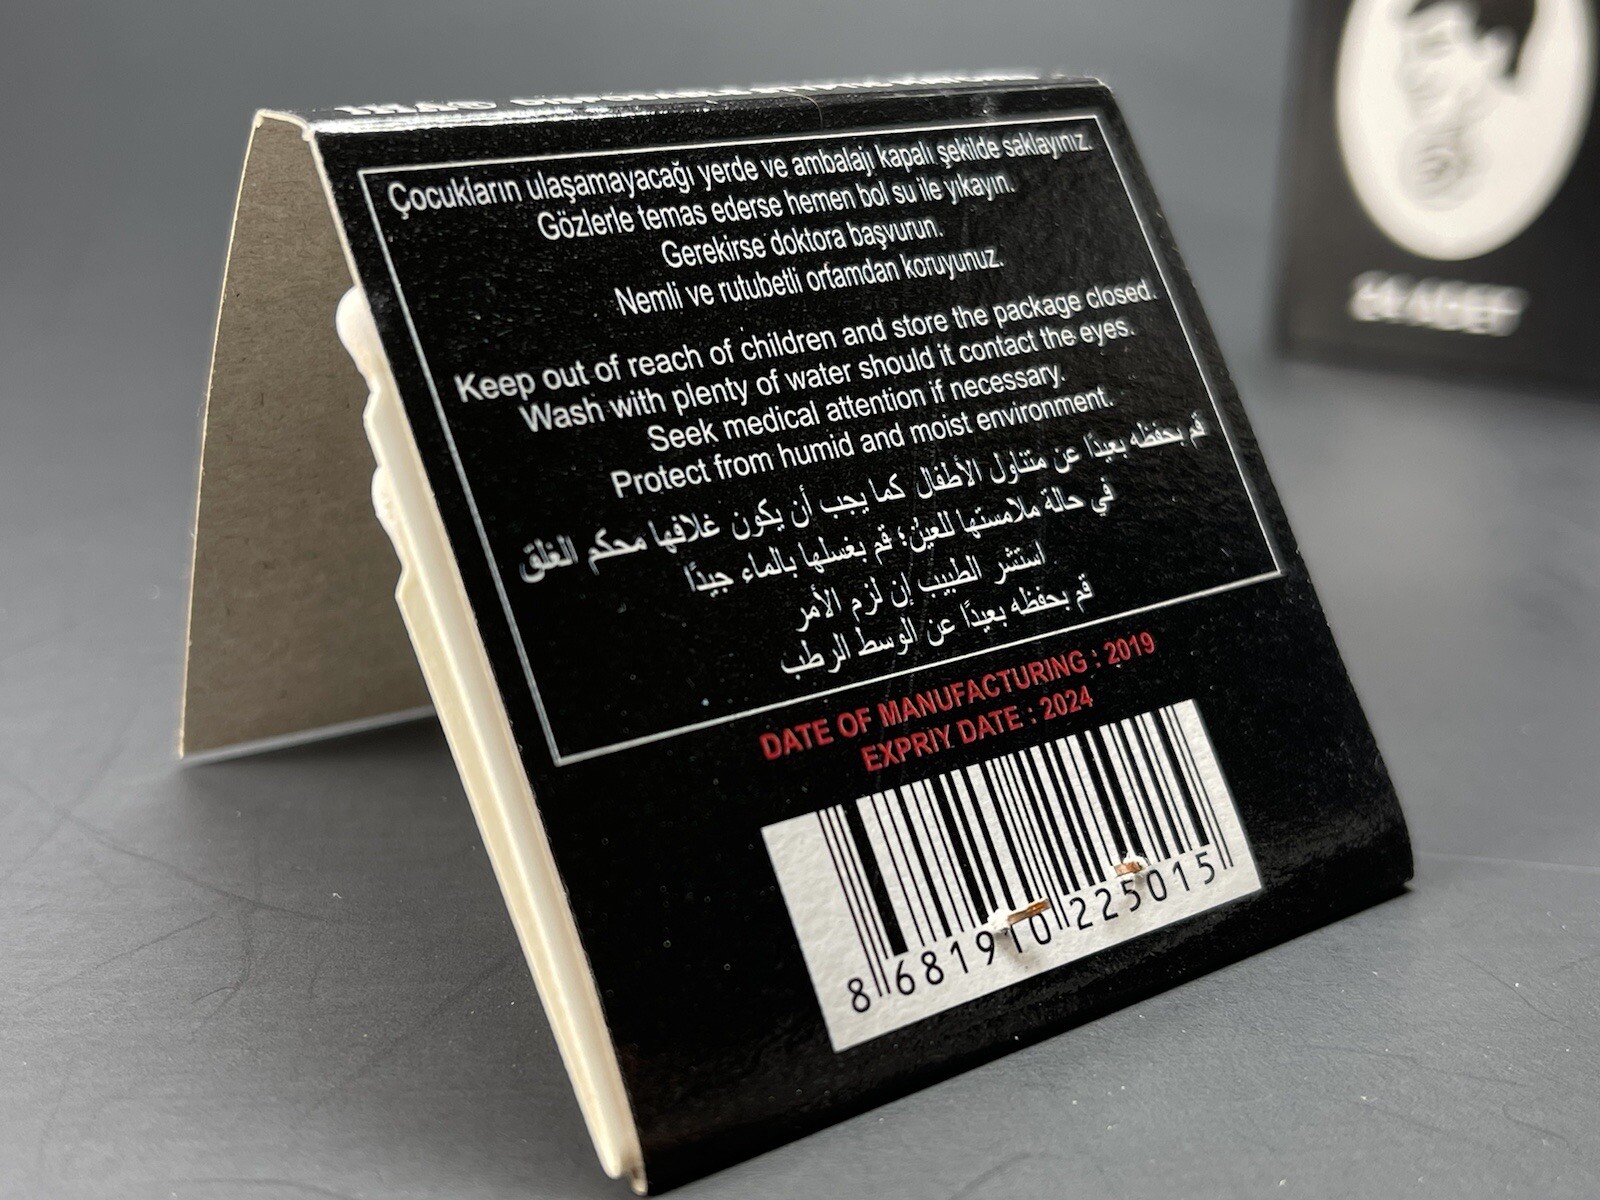 Çocukların ulaşamayacağı yerde ve ambalajı kapalı şekilde saklayınız.
Gözlerle temas ederse hemen bol su ile yıkayın.
Gerekirse doktora başvurun.
Nemli ve rutubetli ortamdan koruyunuz.
Keep out of reach of children and store the package closed.
Wash with plenty of water should it contact the eyes.
Seek medical attention if necessary.
Protect from humid and moist environment.
قم بحفظه بعيدًا عن متناول الأطفال كما يجب أن يكون غلافها محكم الغلق
في حالة ملامستها للعين؛ قم بغسلها بالماء جيدًا
استشر الطبيب إن لزم الأمر
قم بحفظه بعيدًا عن الوسط الرطب
DATE OF MANUFACTURING : 2019
EXPRIY DATE : 2024
8 681910 225015